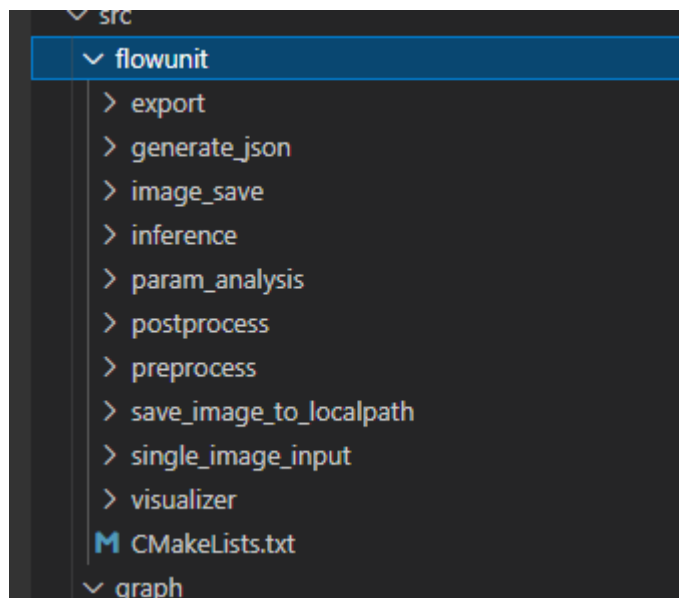 src
flowunit
export
generate_json
image_save
inference
param_analysis
postprocess
preprocess
save_image_to_localpath
single_image_input
visualizer
M CMakeLists.txt
graph